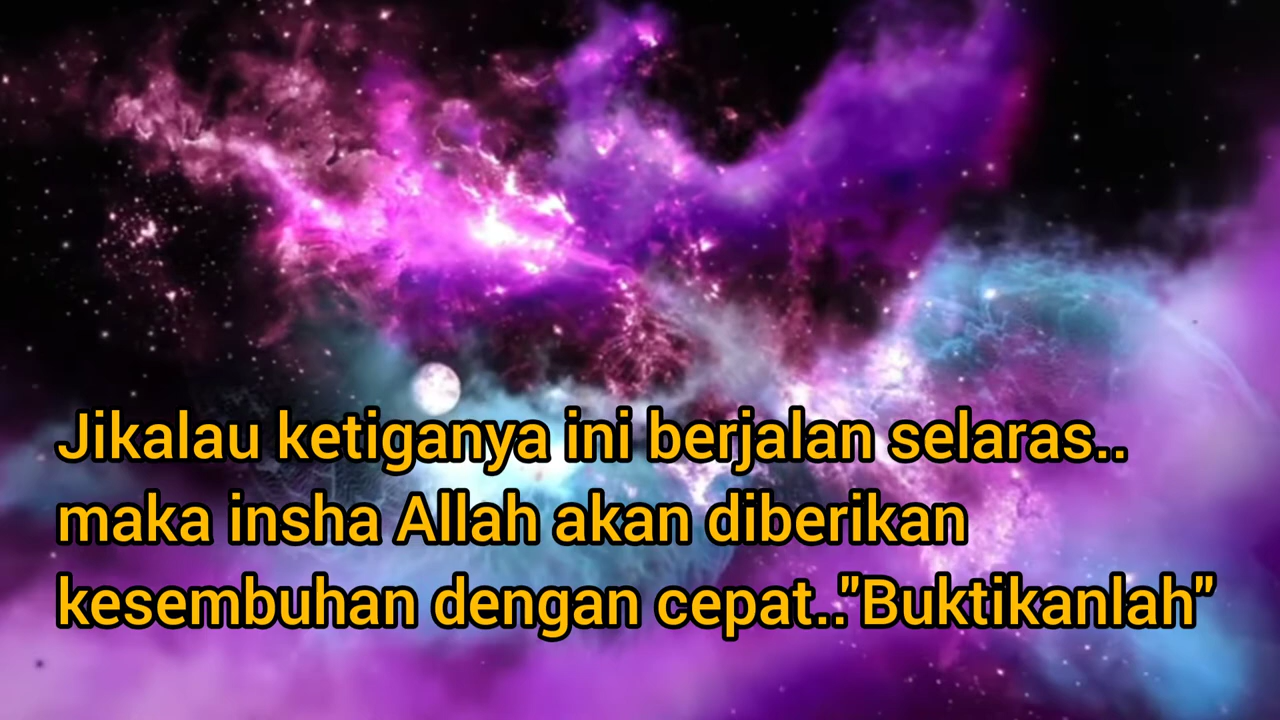 Jikalau ketiganya ini berjalan selaras..
maka insha Allah akan diberikan
kesembuhan dengan cepat.."Buktikanlah"